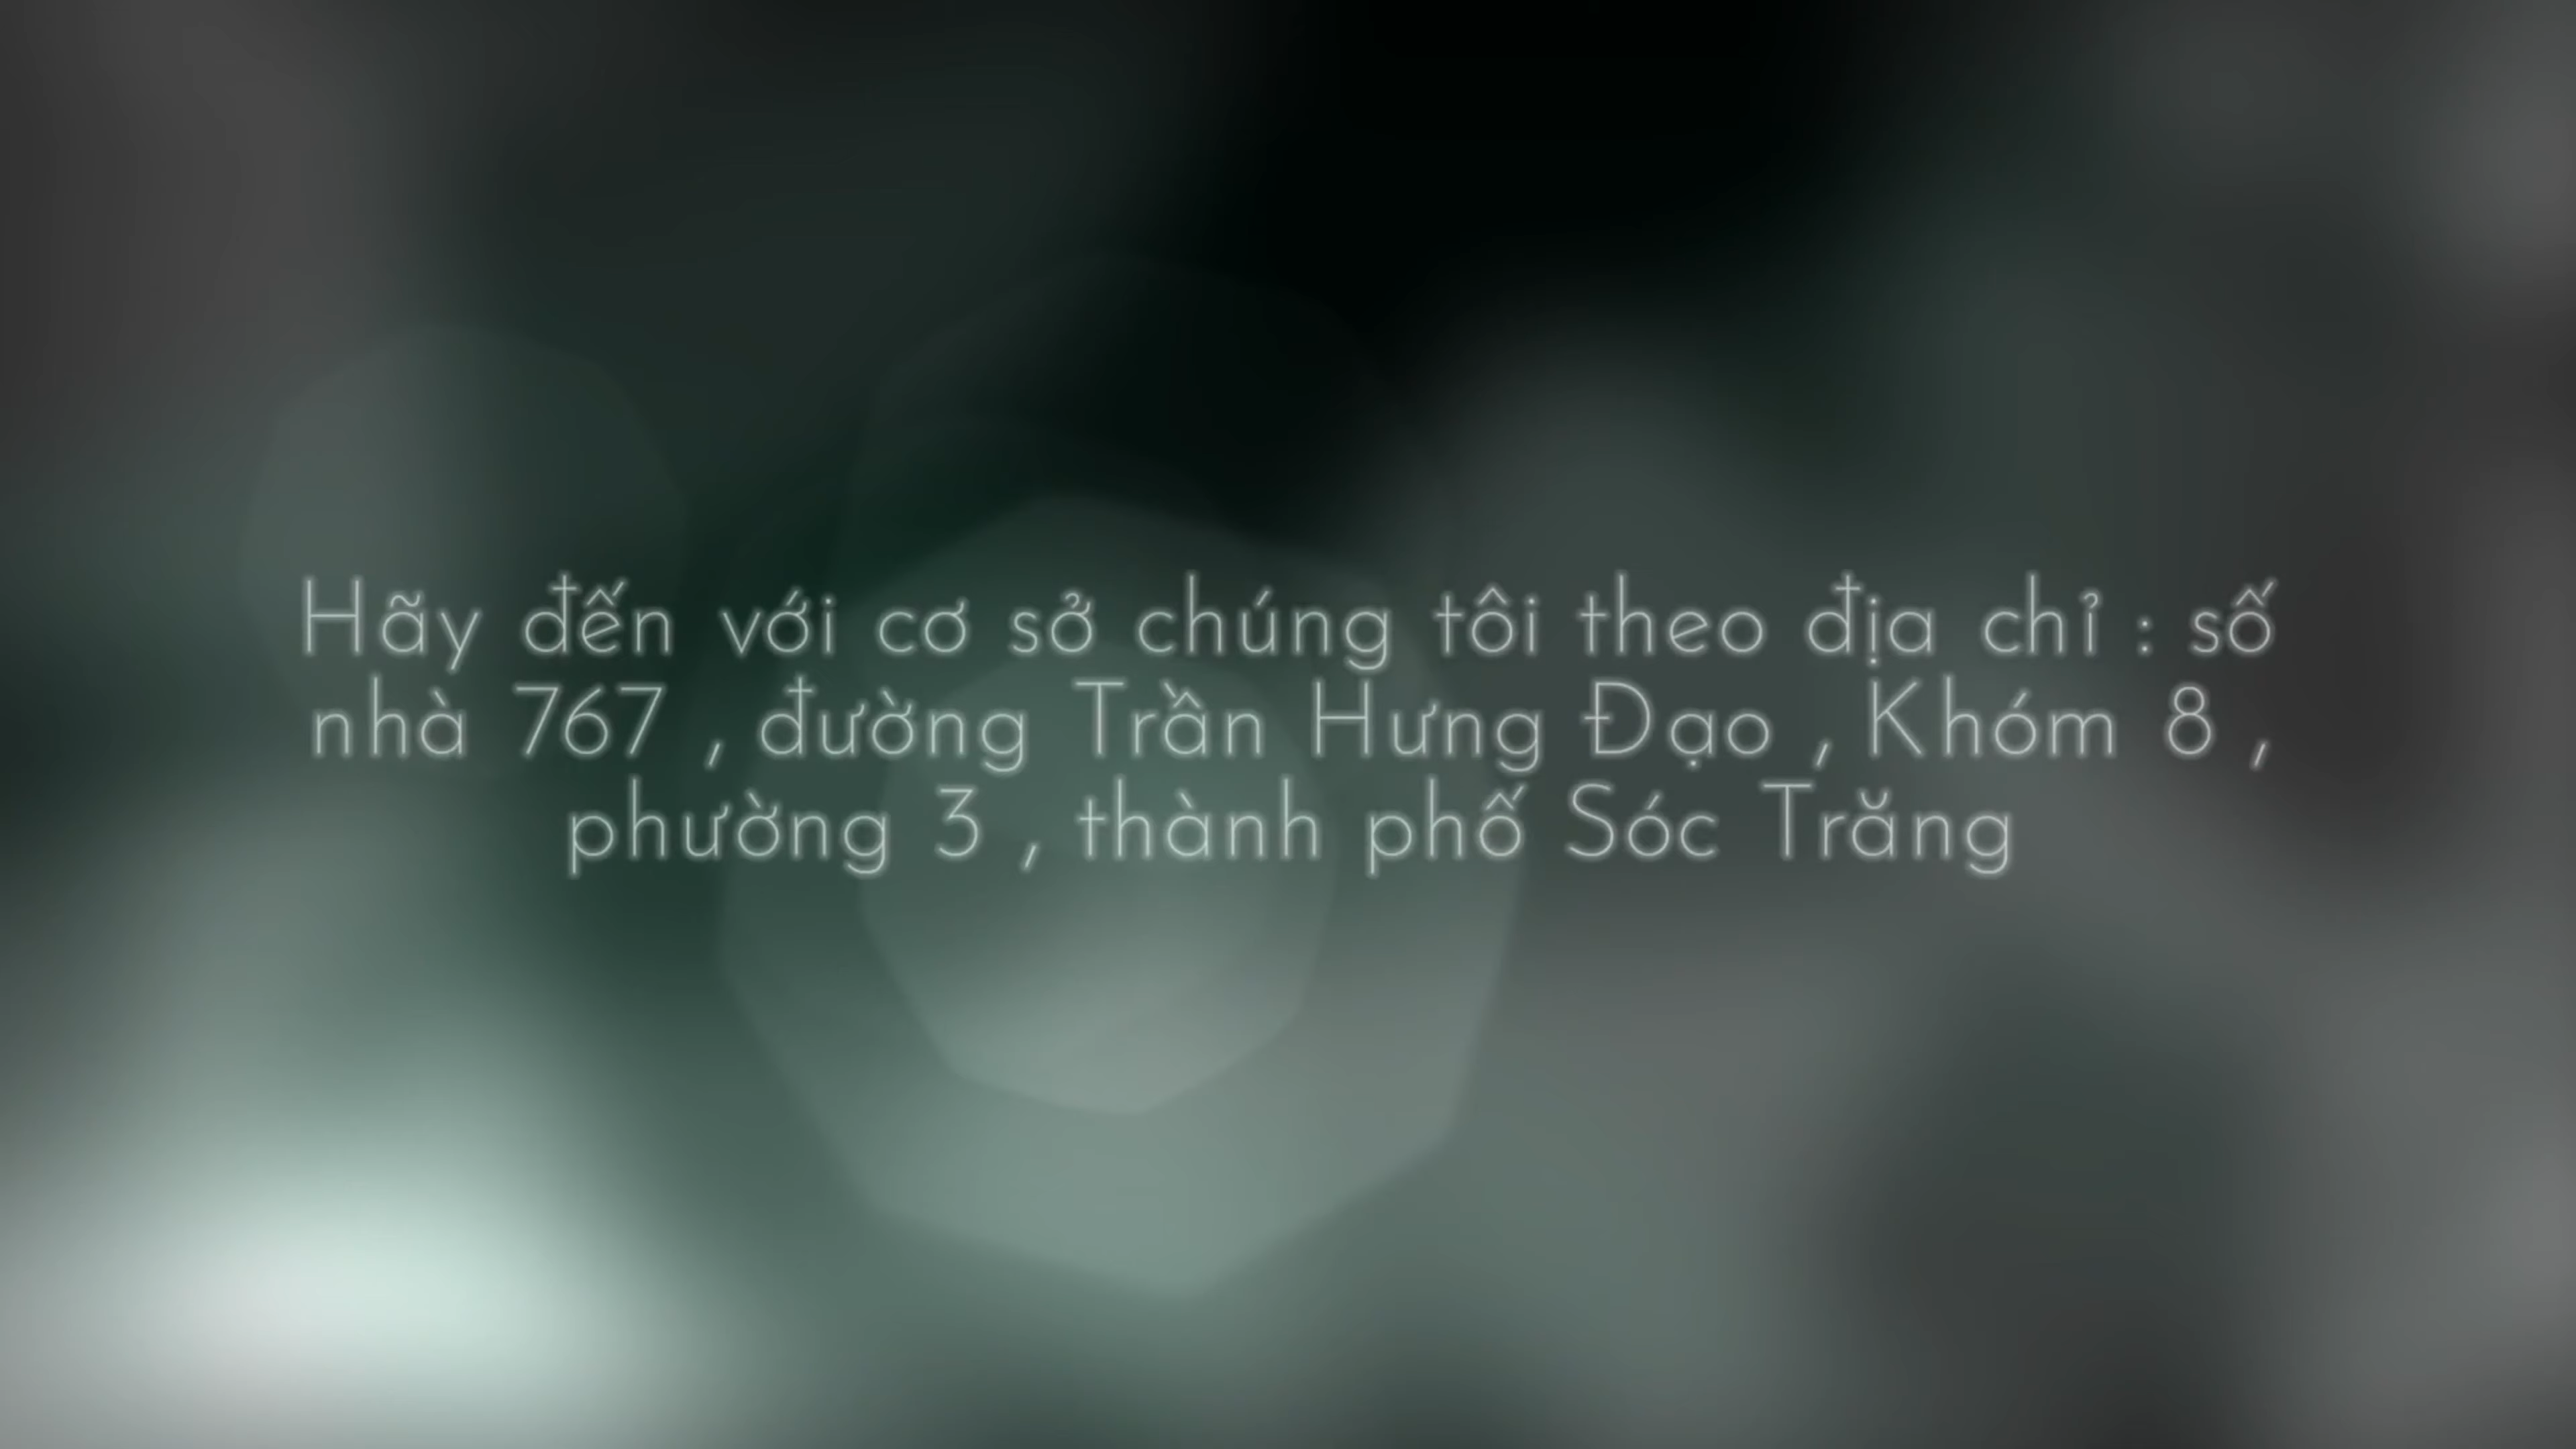 Hãy đến với cơ sở chúng tôi theo địa chỉ : số
nhà 767 , đường Trần Hưng Đạo , Khóm 8 ,
phường 3 , thành phố Sóc Trăng